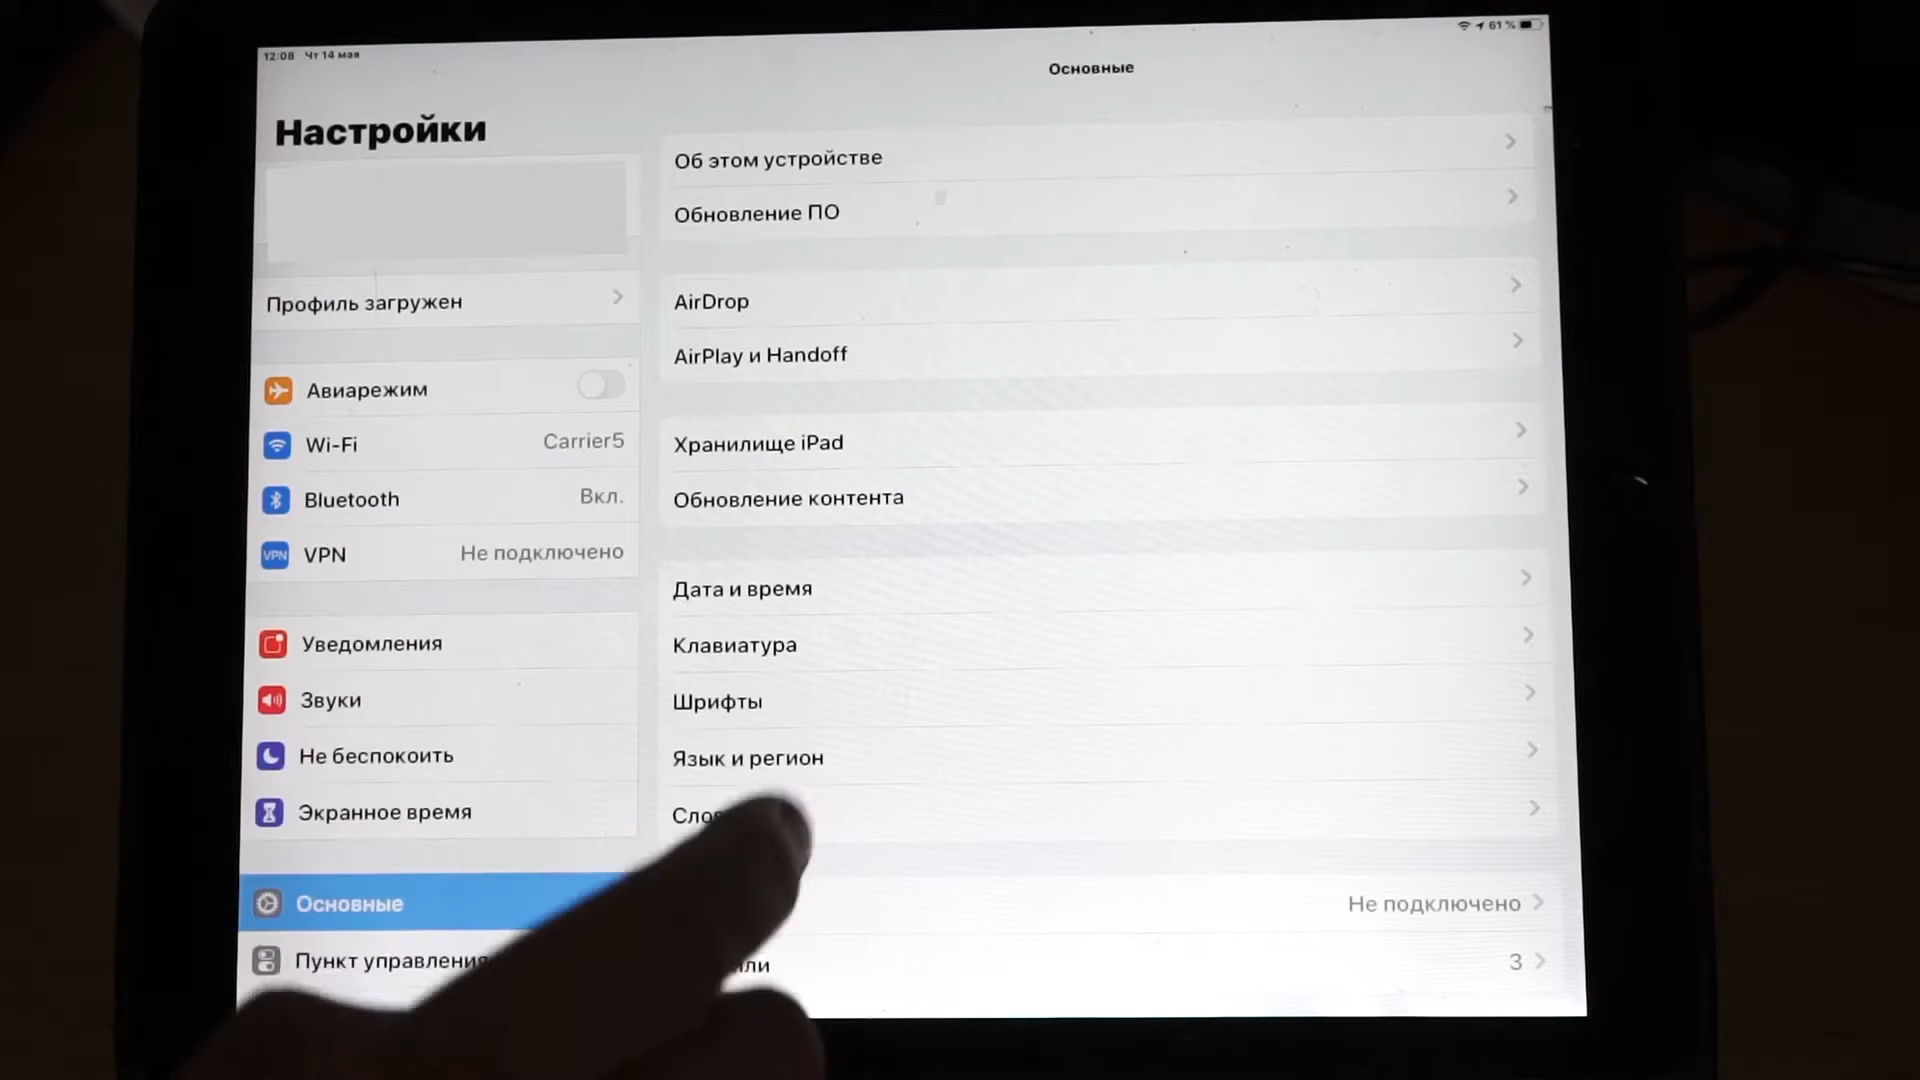 12:08 Чт 14 мая
61 %
Настройки
Профиль загружен
Авиарежим
Wi-Fi Carrier5
Bluetooth Вкл.
VPN VPN Не подключено
Уведомления
Звуки
Не беспокоить
Экранное время
Основные
Пункт управления
Основные
Об этом устройстве
Обновление ПО
AirDrop
AirPlay и Handoff
Хранилище iPad
Обновление контента
Дата и время
Клавиатура
Шрифты
Язык и регион
Не подключено
3